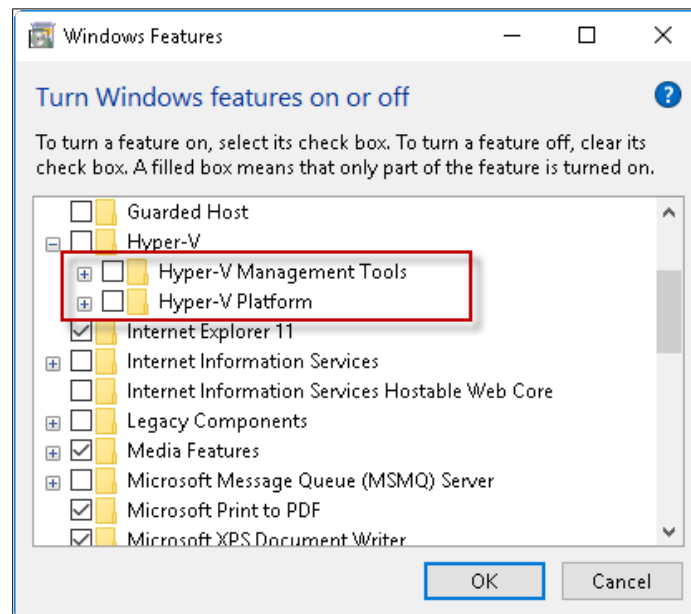 Windows Features
Turn Windows features on or off
To turn a feature on, select its check box. To turn a feature off, clear its
check box. A filled box means that only part of the feature is turned on.
Guarded Host
Hyper-V
Hyper-V Management Tools
Hyper-V Platform
Internet Explorer 11
Internet Information Services
Internet Information Services Hostable Web Core
Legacy Components
Media Features
Microsoft Message Queue (MSMQ) Server
Microsoft Print to PDF
Microsoft XPS Document Writer
OK
Cancel